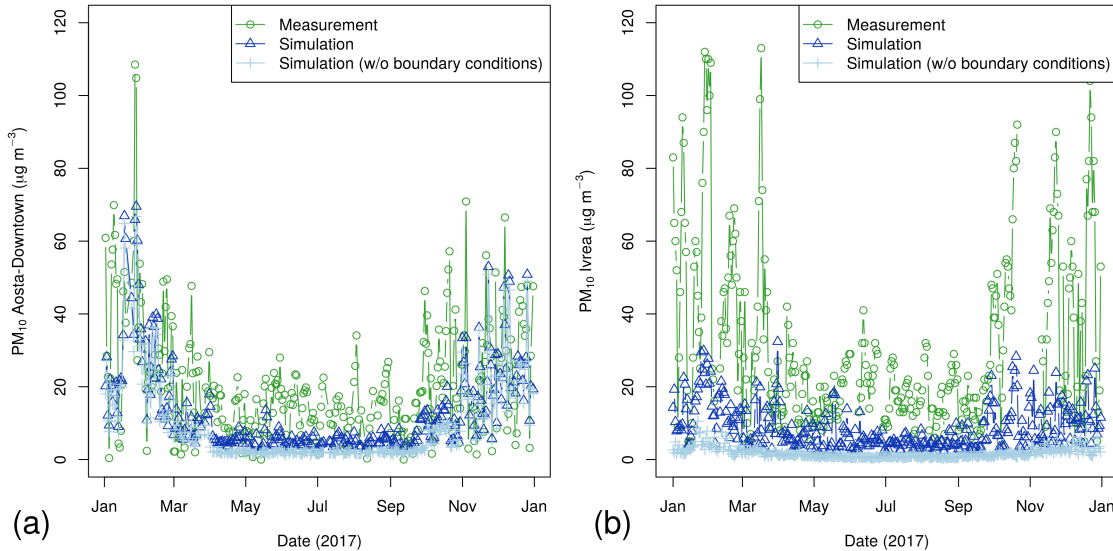 Measurement
Simulation
Simulation (w/o boundary conditions)
PM₁₀ Aosta-Downtown (μg m⁻³)
120
100
80
60
40
20
0
Jan Mar May Jul Sep Nov Jan
Date (2017)
(a)
Measurement
Simulation
Simulation (w/o boundary conditions)
PM₁₀ Ivrea (μg m⁻³)
120
100
80
60
40
20
0
Jan Mar May Jul Sep Nov Jan
Date (2017)
(b)